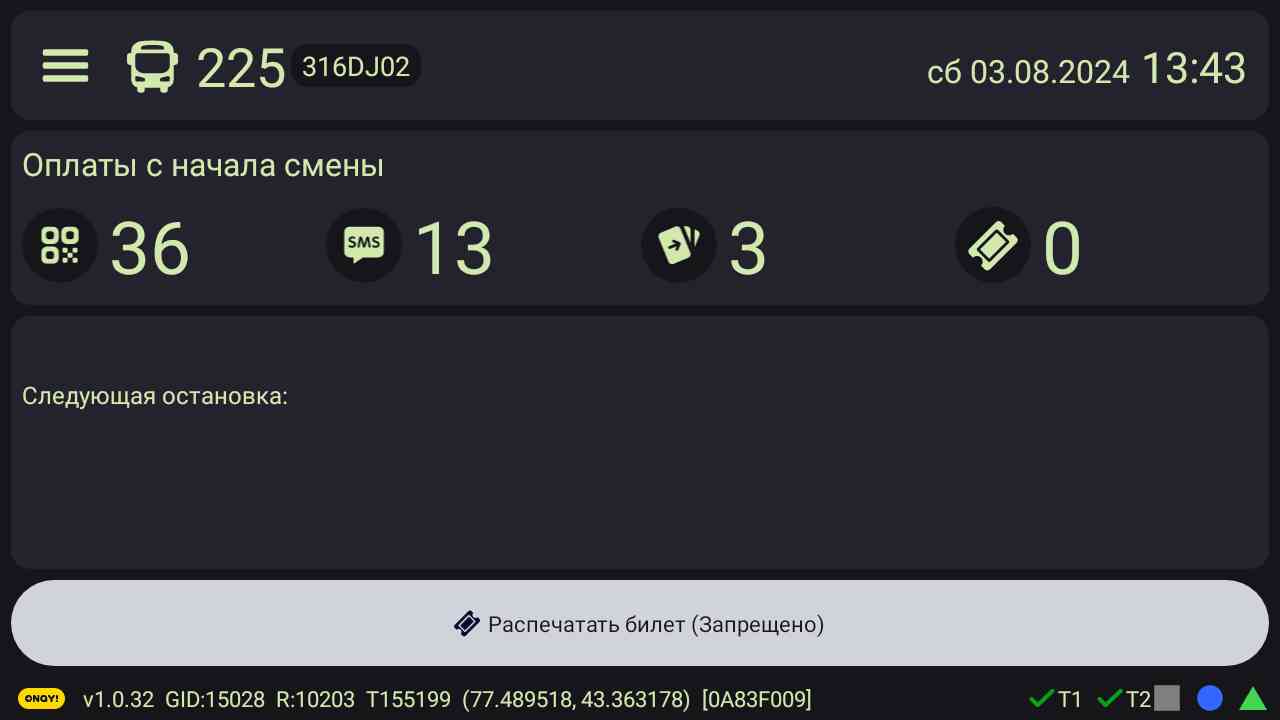 225 316DJ02 сб 03.08.2024 13:43
Оплаты с начала смены
36 SMS 13 3 0
Следующая остановка:
Распечатать билет (Запрещено)
ONAY! v1.0.32 GID:15028 R:10203 T155199 (77.489518, 43.363178) [0A83F009] T1 T2